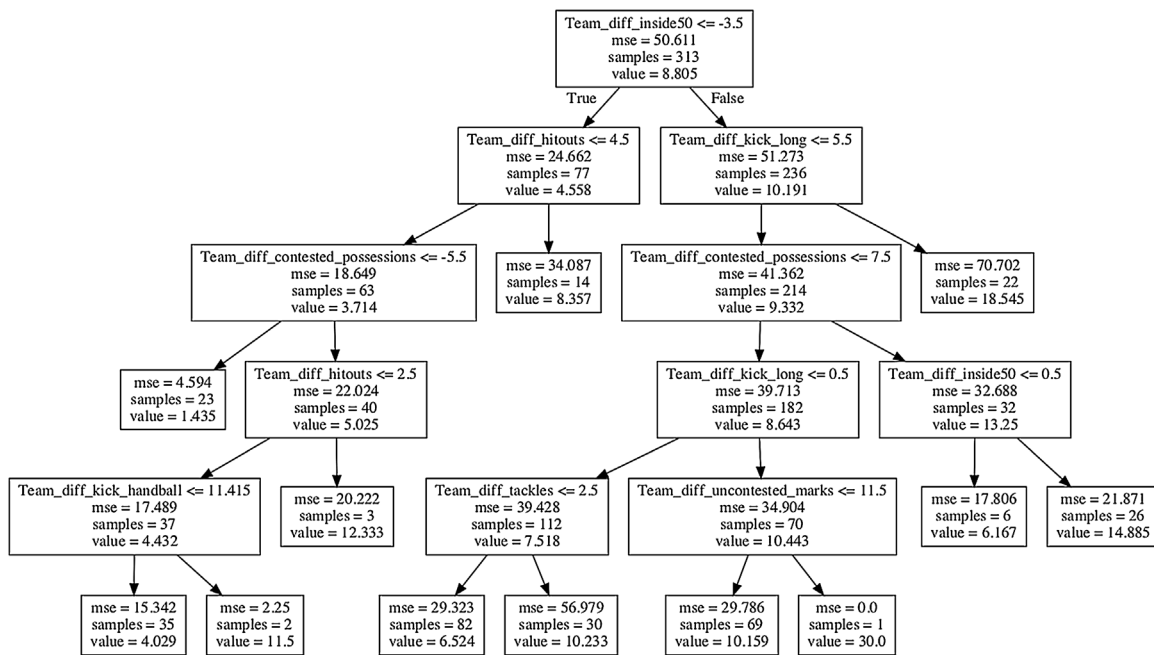 Team_diff_inside50 <= -3.5
mse = 50.611
samples = 313
value = 8.805
True
False
Team_diff_hitouts <= 4.5
mse = 24.662
samples = 77
value = 4.558
Team_diff_kick_long <= 5.5
mse = 51.273
samples = 236
value = 10.191
Team_diff_contested_possessions <= -5.5
mse = 18.649
samples = 63
value = 3.714
mse = 34.087
samples = 14
value = 8.357
Team_diff_contested_possessions <= 7.5
mse = 41.362
samples = 214
value = 9.332
mse = 70.702
samples = 22
value = 18.545
mse = 4.594
samples = 23
value = 1.435
Team_diff_hitouts <= 2.5
mse = 22.024
samples = 40
value = 5.025
Team_diff_kick_long <= 0.5
mse = 39.713
samples = 182
value = 8.643
Team_diff_inside50 <= 0.5
mse = 32.688
samples = 32
value = 13.25
Team_diff_kick_handball <= 11.415
mse = 17.489
samples = 37
value = 4.432
mse = 20.222
samples = 3
value = 12.333
Team_diff_tackles <= 2.5
mse = 39.428
samples = 112
value = 7.518
Team_diff_uncontested_marks <= 11.5
mse = 34.904
samples = 70
value = 10.443
mse = 17.806
samples = 6
value = 6.167
mse = 21.871
samples = 26
value = 14.885
mse = 15.342
samples = 35
value = 4.029
mse = 2.25
samples = 2
value = 11.5
mse = 29.323
samples = 82
value = 6.524
mse = 56.979
samples = 30
value = 10.233
mse = 29.786
samples = 69
value = 10.159
mse = 0.0
samples = 1
value = 30.0